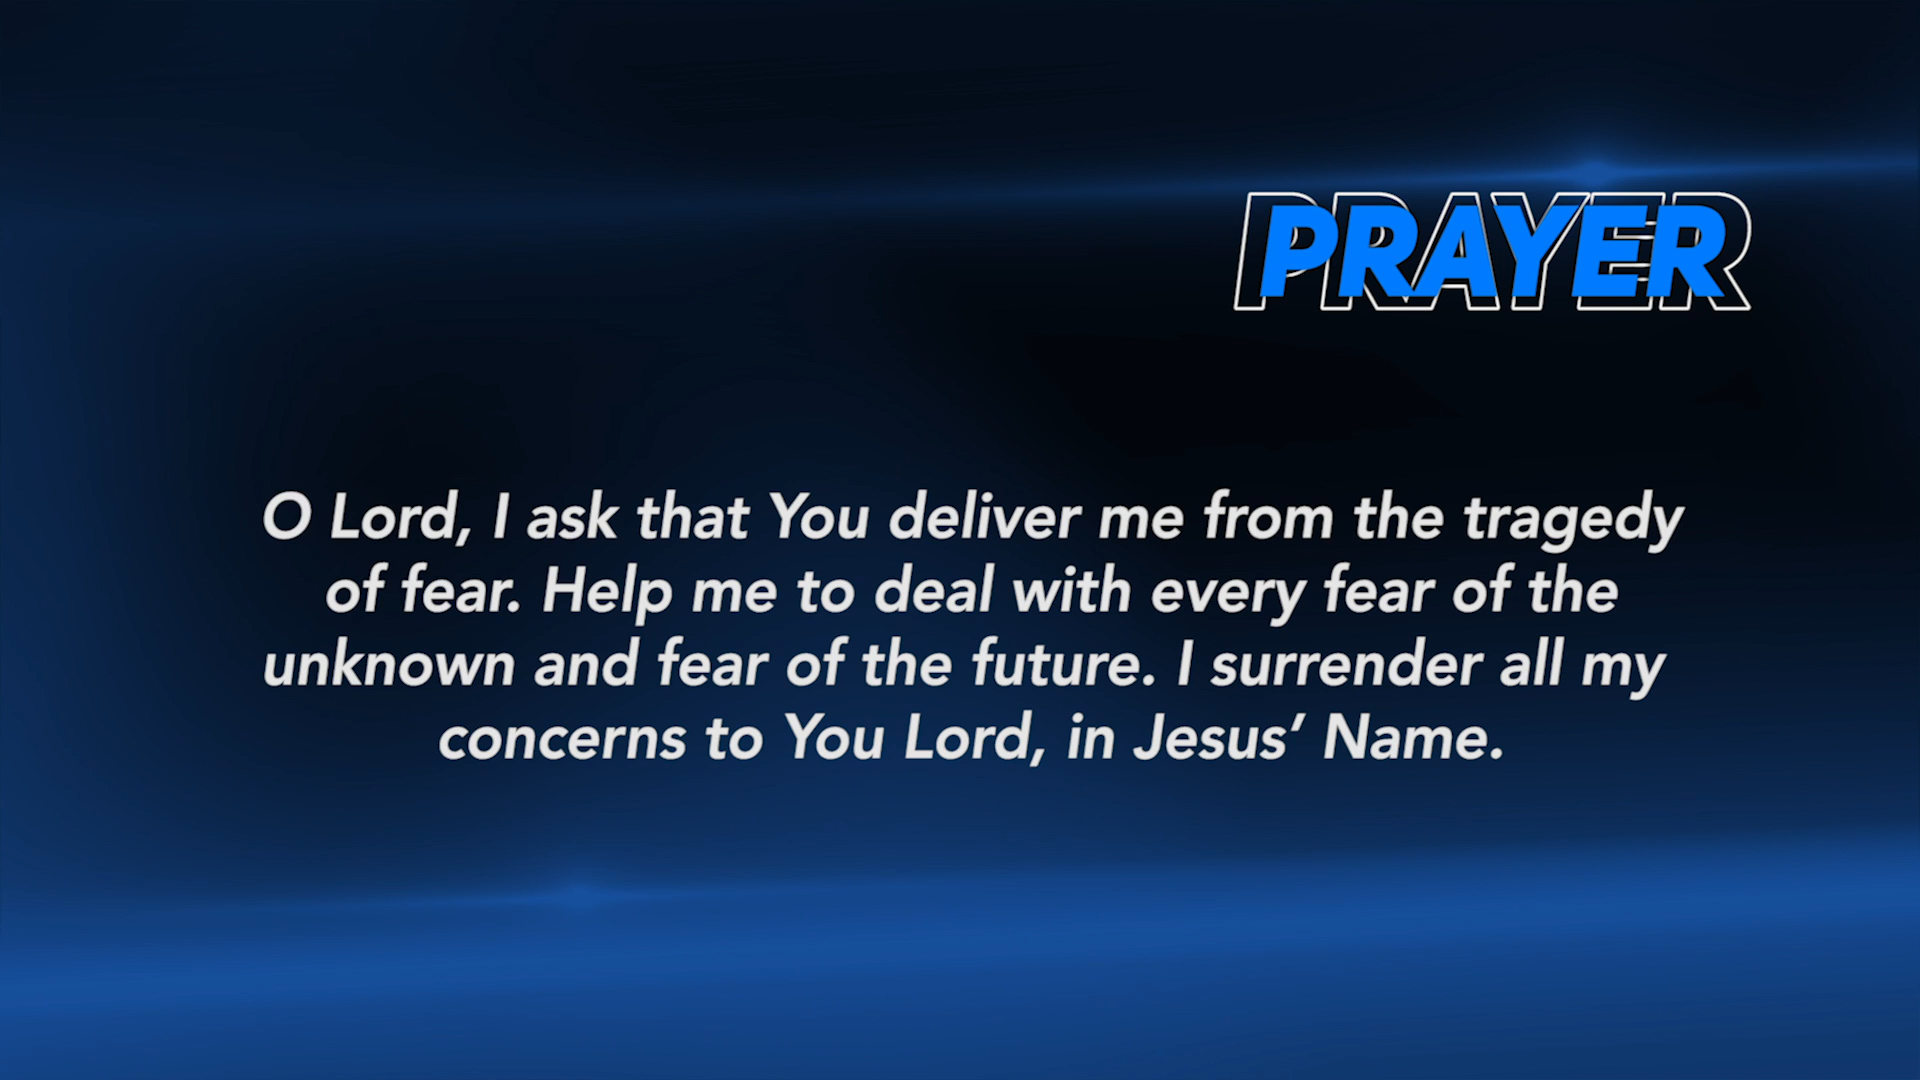 PRAYER
O Lord, I ask that You deliver me from the tragedy
of fear. Help me to deal with every fear of the
unknown and fear of the future. I surrender all my
concerns to You Lord, in Jesus’ Name.